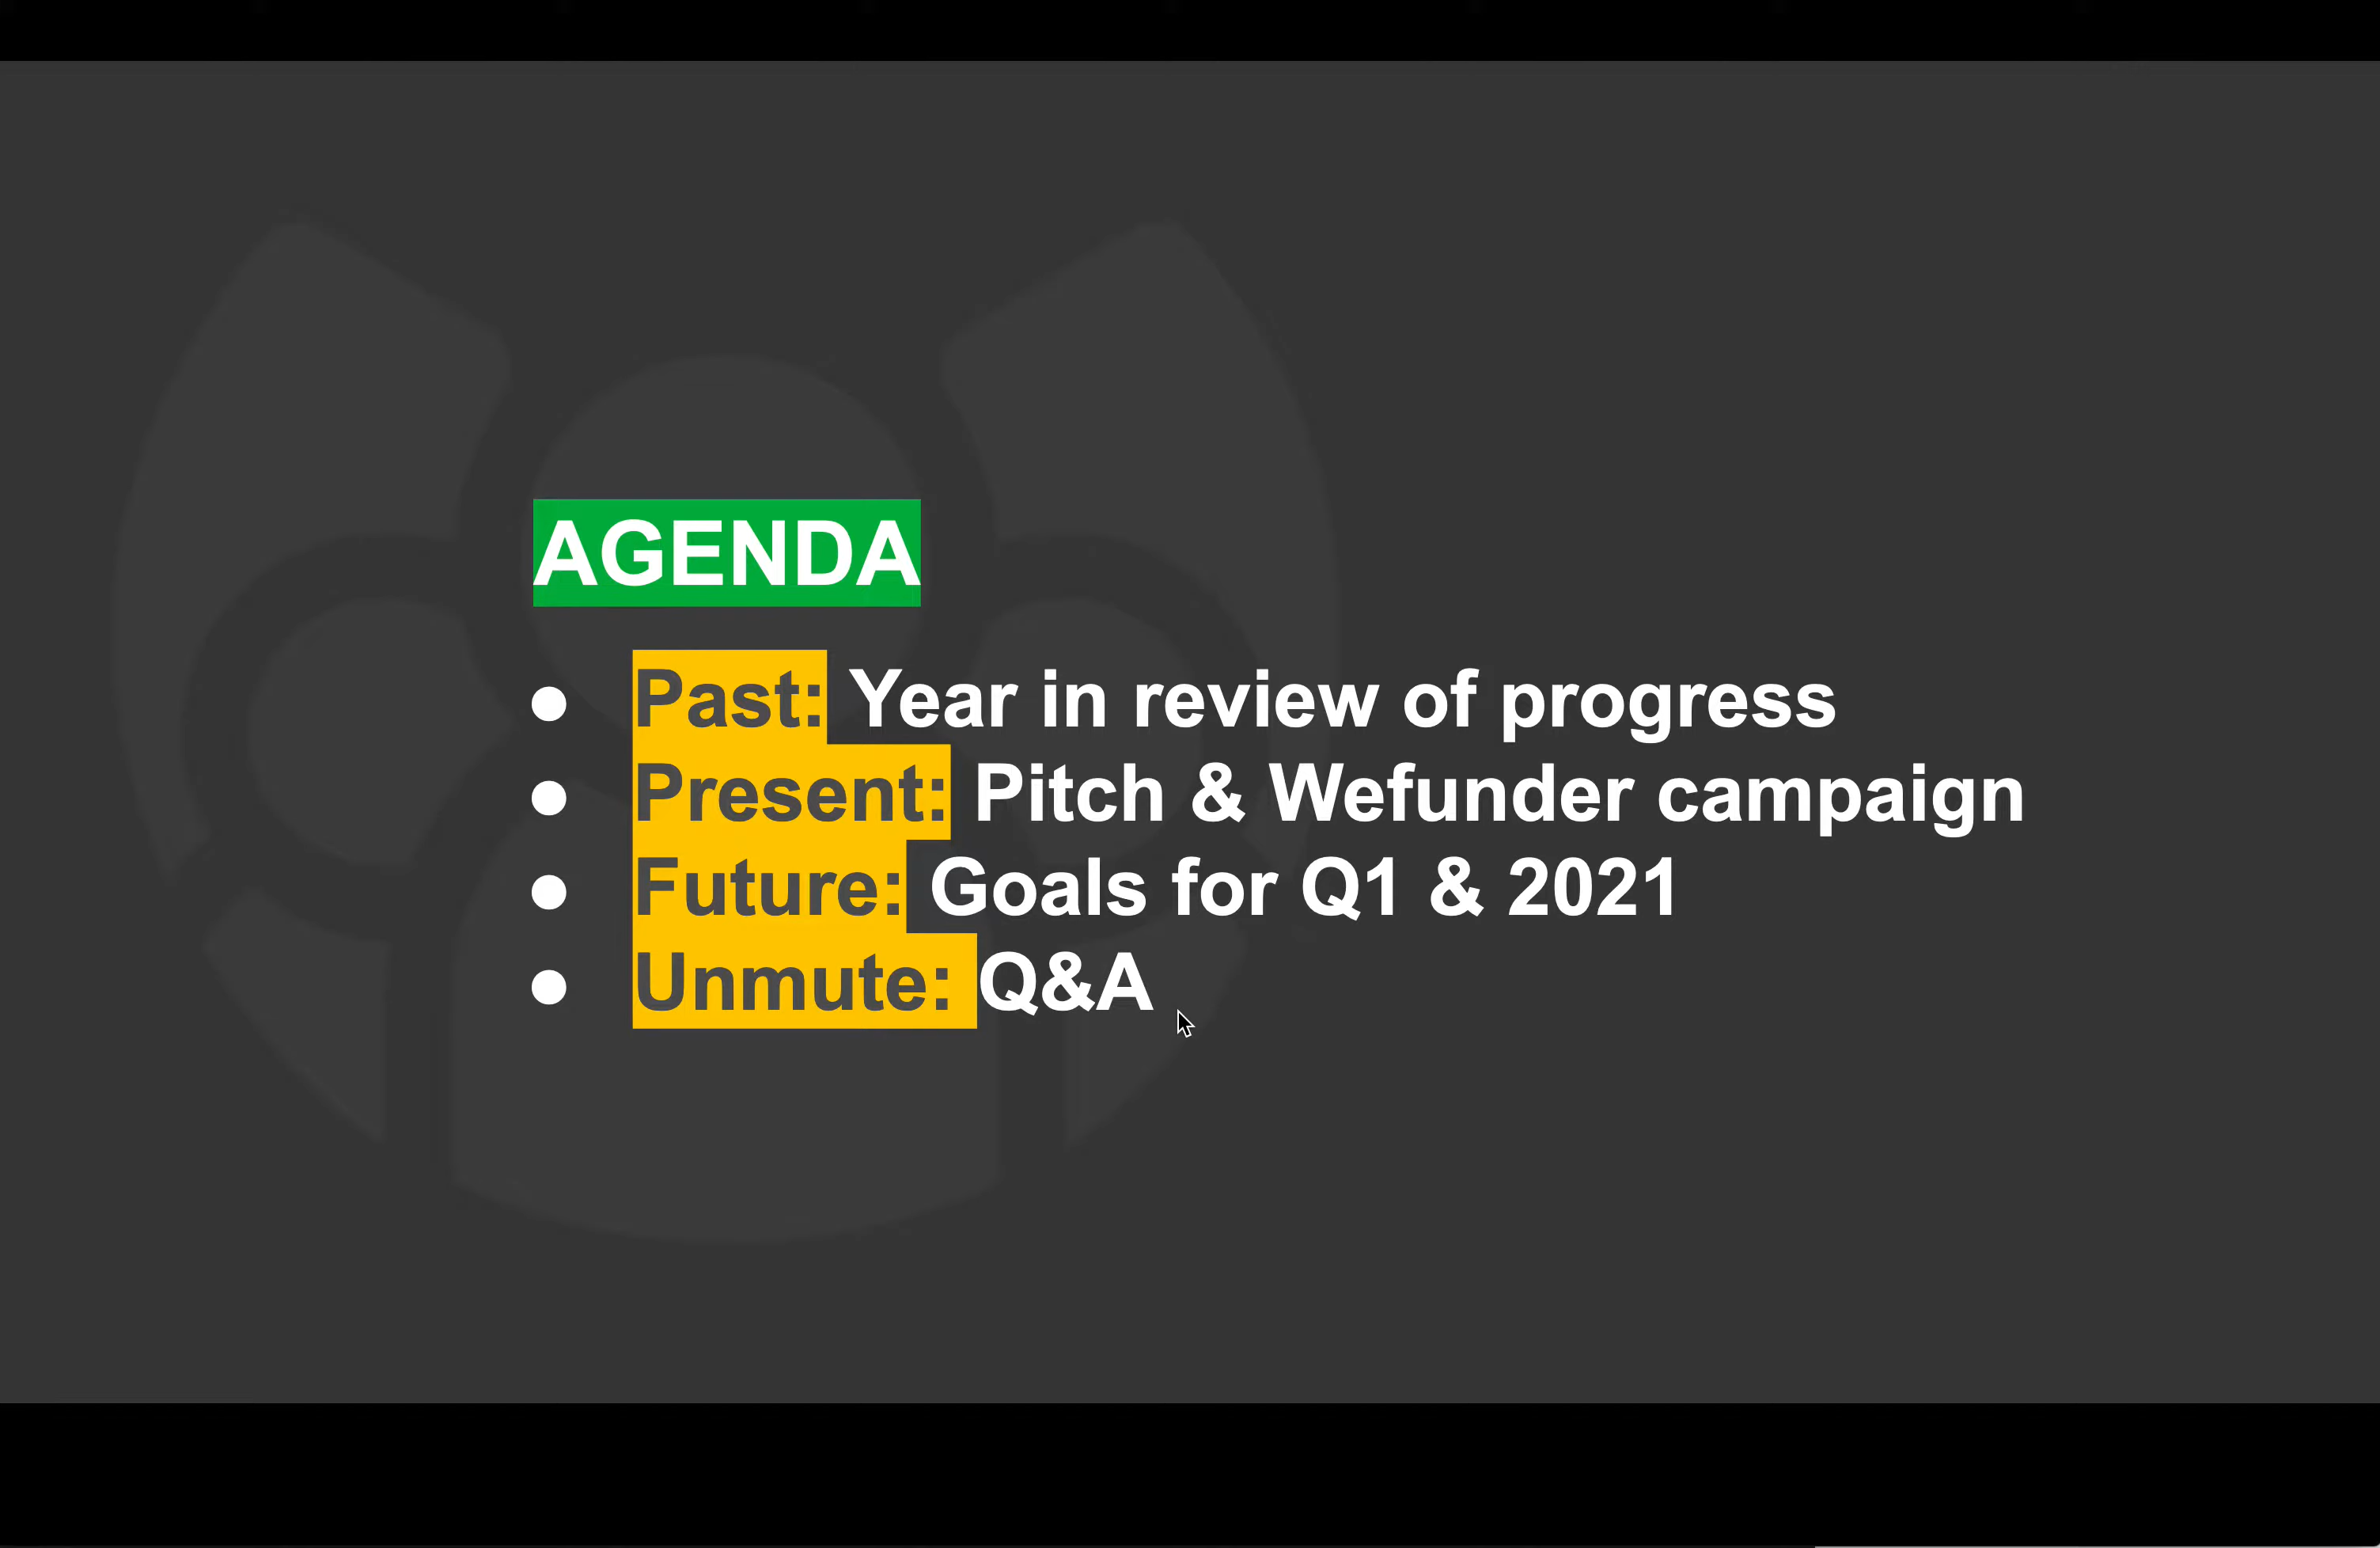 AGENDA
● Past: Year in review of progress
● Present: Pitch & Wefunder campaign
● Future: Goals for Q1 & 2021
● Unmute: Q&A